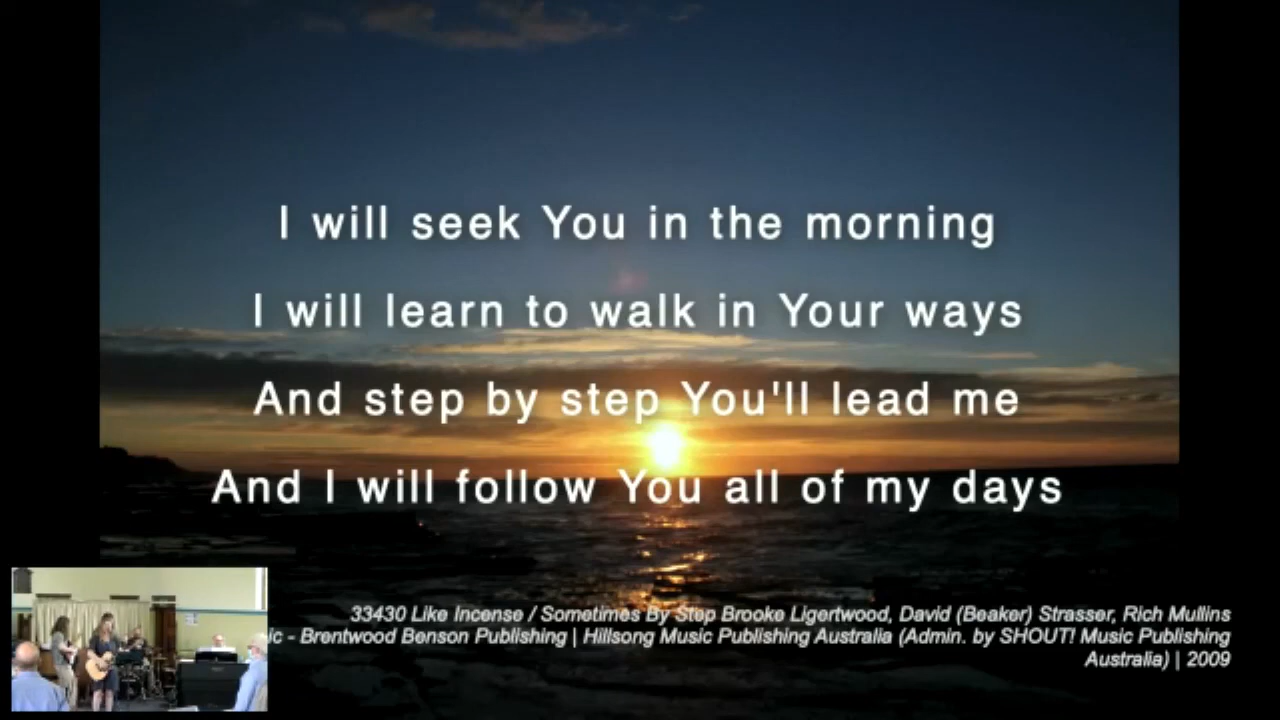 I will seek You in the morning
I will learn to walk in Your ways
And step by step You'll lead me
And I will follow You all of my days
33430 Like Incense / Sometimes By Step Brooke Ligertwood, David (Beaker) Strasser, Rich Mullins
- Brentwood Benson Publishing | Hillsong Music Publishing Australia (Admin. by SHOUT! Music Publishing
Australia) | 2009